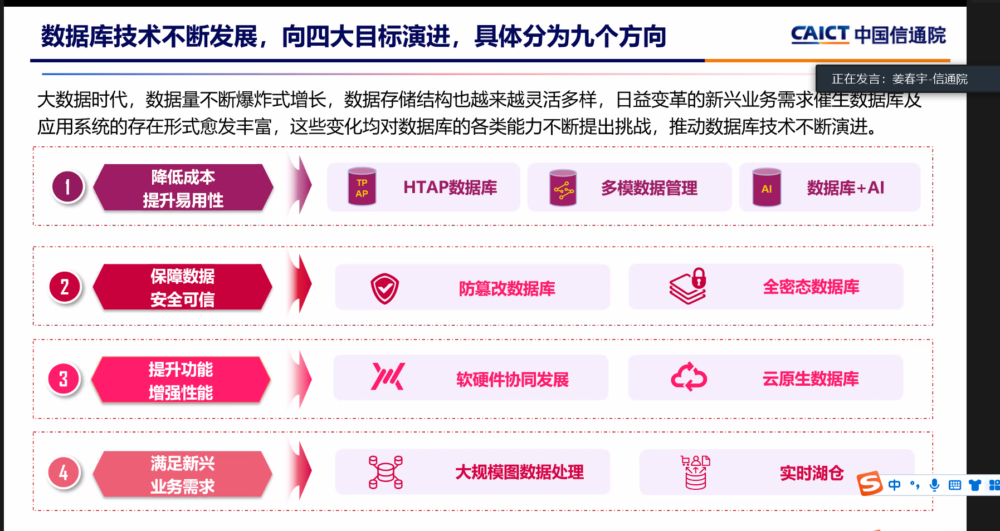 数据库技术不断发展，向四大目标演进，具体分为九个方向
CAICT 中国信通院
正在发言：姜春宇-信通院
大数据时代，数据量不断爆炸式增长，数据存储结构也越来越灵活多样，日益变革的新兴业务需求催生数据库及
应用系统的存在形式愈发丰富，这些变化均对数据库的各类能力不断提出挑战，推动数据库技术不断演进。
1
降低成本
提升易用性
TP
AP
HTAP数据库
多模数据管理
AI
数据库+AI
2
保障数据
安全可信
防篡改数据库
全密态数据库
3
提升功能
增强性能
软硬件协同发展
云原生数据库
4
满足新兴
业务需求
大规模图数据处理
实时湖仓
S 中